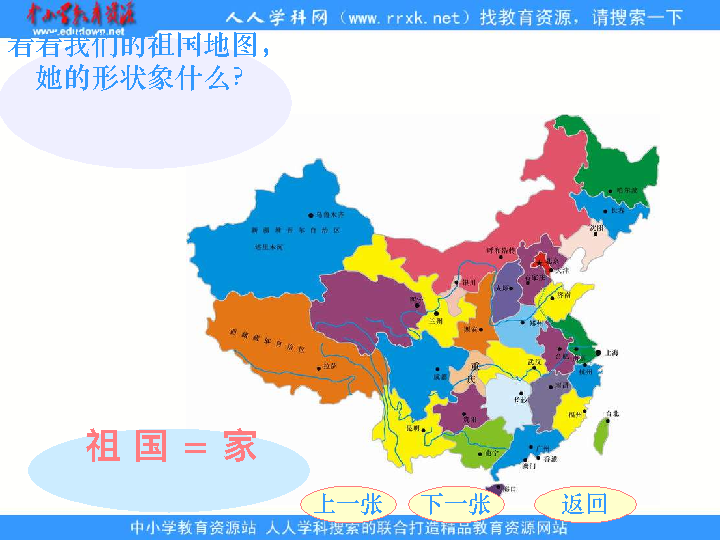 中小学教育资源
www.edudown.net
人人学科网（www.rrxk.net）找教育资源，请搜索一下
看看我们的祖国地图，
她的形状象什么？
哈尔滨
长春
沈阳
乌鲁木齐
新疆维吾尔自治区
塔里木河
呼和浩特
北京
天津
石家庄
银川
太原
济南
西宁
兰州
西安
郑州
西藏藏族自治区
拉萨
合肥
上海
成都
重庆
武汉
杭州
长沙
贵阳
福州
台北
昆明
南宁
广州
香港
澳门
海口
祖国＝家
上一张
下一张
返回
中小学教育资源站 人人学科搜索的联合打造精品教育资源网站